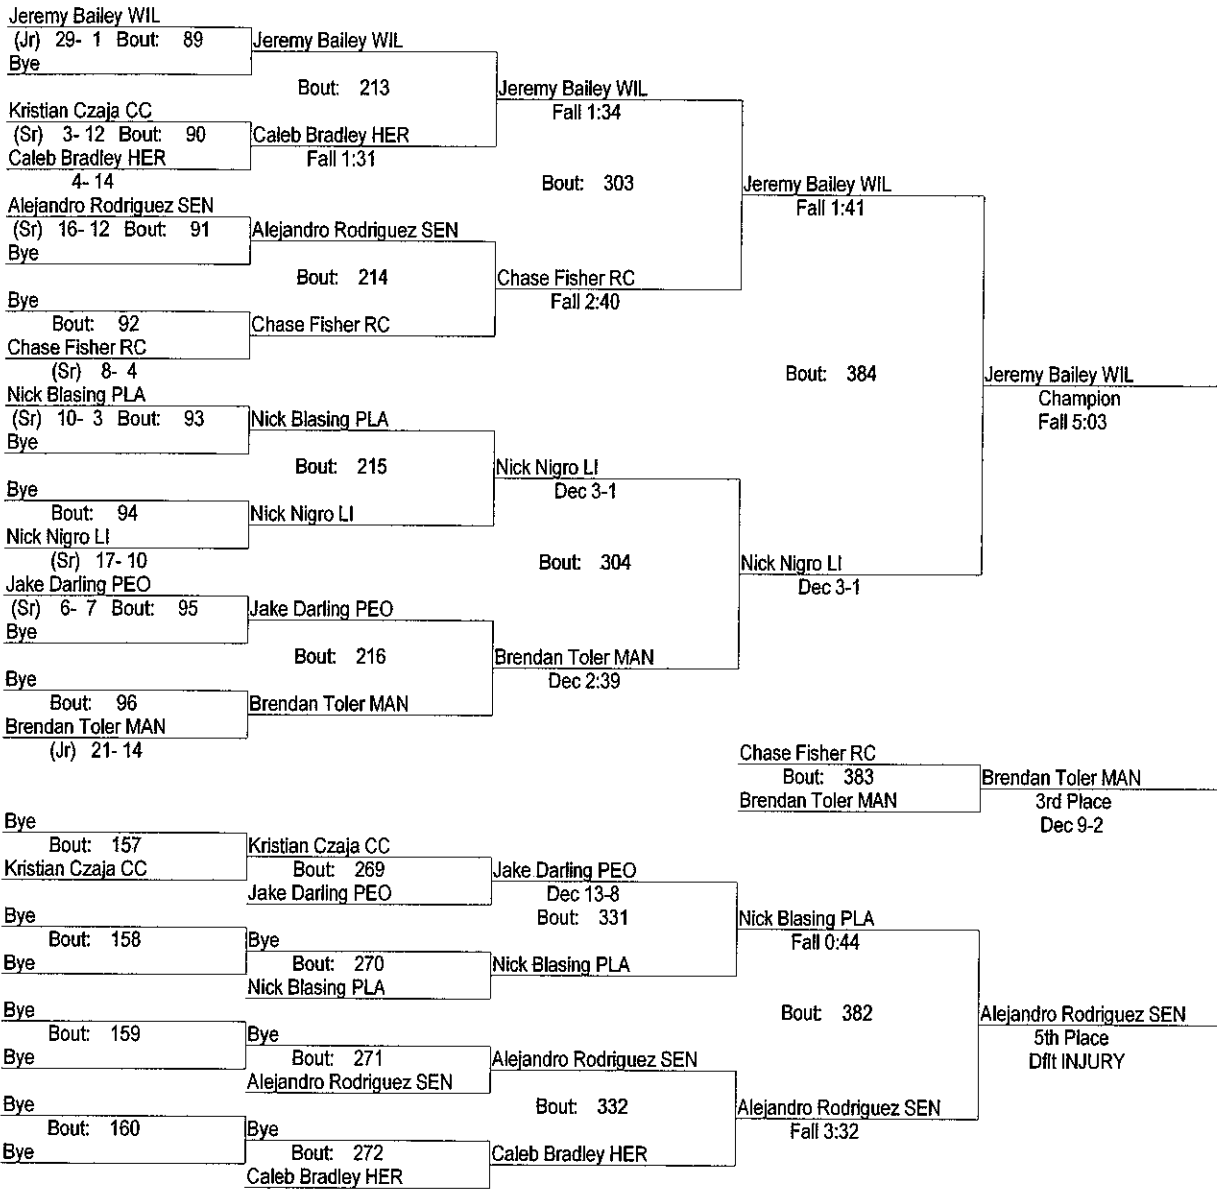 Jeremy Bailey WIL
(Jr) 29- 1 Bout: 89
Bye
Jeremy Bailey WIL
Bout: 213
Kristian Czaja CC
(Sr) 3- 12 Bout: 90
Caleb Bradley HER
4- 14
Caleb Bradley HER
Fall 1:31
Jeremy Bailey WIL
Fall 1:34
Bout: 303
Alejandro Rodriguez SEN
(Sr) 16- 12 Bout: 91
Bye
Alejandro Rodriguez SEN
Bout: 214
Bye
Bout: 92
Chase Fisher RC
(Sr) 8- 4
Chase Fisher RC
Chase Fisher RC
Fall 2:40
Jeremy Bailey WIL
Fall 1:41
Bout: 384
Nick Blasing PLA
(Sr) 10- 3 Bout: 93
Bye
Nick Blasing PLA
Bout: 215
Bye
Bout: 94
Nick Nigro LI
(Sr) 17- 10
Nick Nigro LI
Nick Nigro LI
Dec 3-1
Bout: 304
Jake Darling PEO
(Sr) 6- 7 Bout: 95
Bye
Jake Darling PEO
Bout: 216
Bye
Bout: 96
Brendan Toler MAN
(Jr) 21- 14
Brendan Toler MAN
Brendan Toler MAN
Dec 2:39
Nick Nigro LI
Dec 3-1
Jeremy Bailey WIL
Champion
Fall 5:03
Chase Fisher RC
Bout: 383
Brendan Toler MAN
Brendan Toler MAN
3rd Place
Dec 9-2
Bye
Bout: 157
Kristian Czaja CC
Kristian Czaja CC
Bout: 269
Jake Darling PEO
Jake Darling PEO
Dec 13-8
Bout: 331
Bye
Bout: 158
Bye
Bye
Bout: 270
Nick Blasing PLA
Nick Blasing PLA
Nick Blasing PLA
Fall 0:44
Bout: 382
Bye
Bout: 159
Bye
Bye
Bout: 271
Alejandro Rodriguez SEN
Alejandro Rodriguez SEN
Bout: 332
Bye
Bout: 160
Bye
Bye
Bout: 272
Caleb Bradley HER
Caleb Bradley HER
Alejandro Rodriguez SEN
Fall 3:32
Alejandro Rodriguez SEN
5th Place
Dflt INJURY